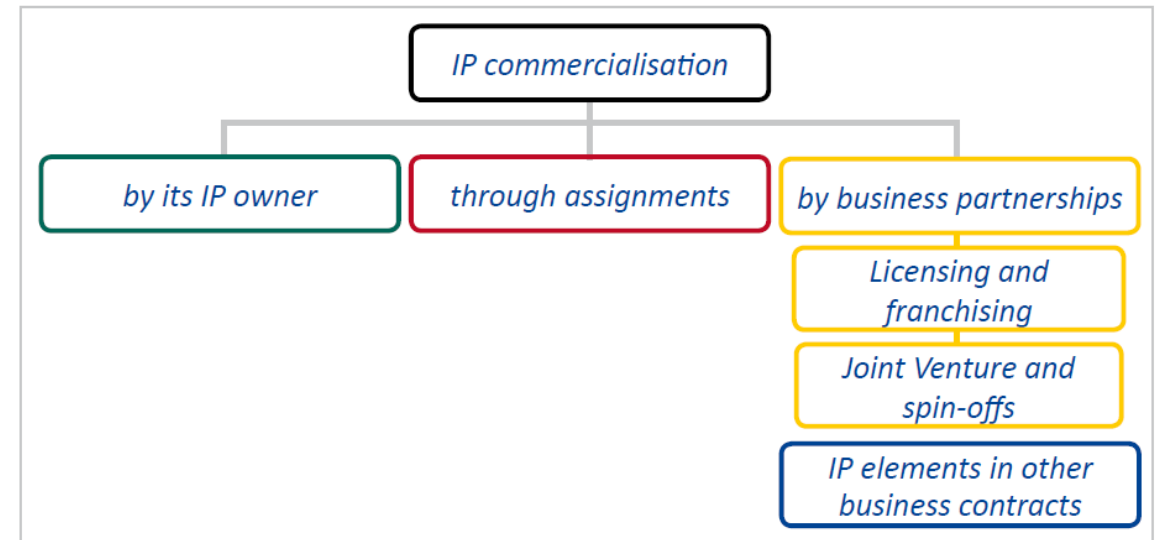 IP commercialisation
by its IP owner
through assignments
by business partnerships
Licensing and
franchising
Joint Venture and
spin-offs
IP elements in other
business contracts